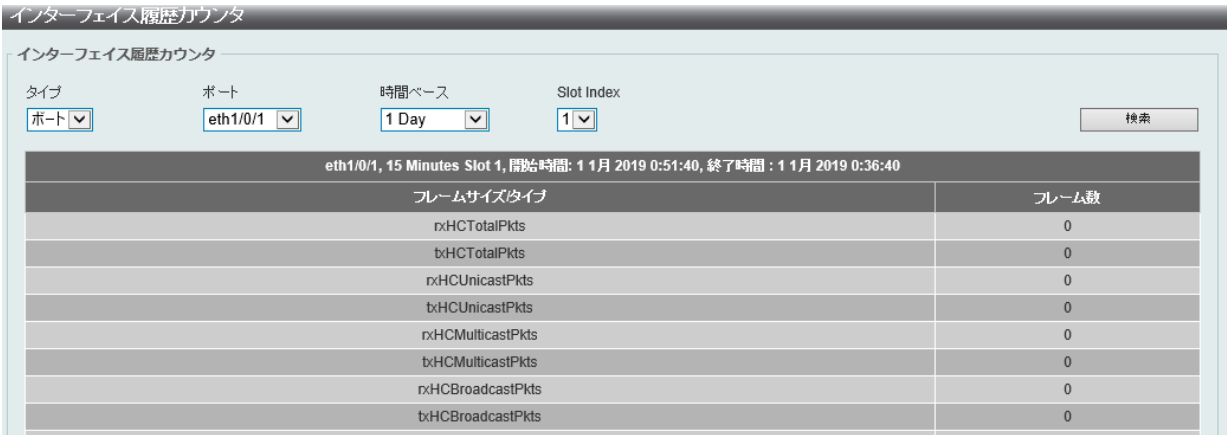 インターフェイス履歴カウンタ
インターフェイス履歴カウンタ
タイプ ポート 時間ベース Slot Index
ポート eth1/0/1 1 Day 1 検索
eth1/0/1, 15 Minutes Slot 1, 開始時間: 1 1月 2019 0:51:40, 終了時間 : 1 1月 2019 0:36:40
フレームサイズ/タイプ フレーム数
rxHCTotalPkts 0
txHCTotalPkts 0
rxHCUnicastPkts 0
txHCUnicastPkts 0
rxHCMulticastPkts 0
txHCMulticastPkts 0
rxHCBroadcastPkts 0
txHCBroadcastPkts 0